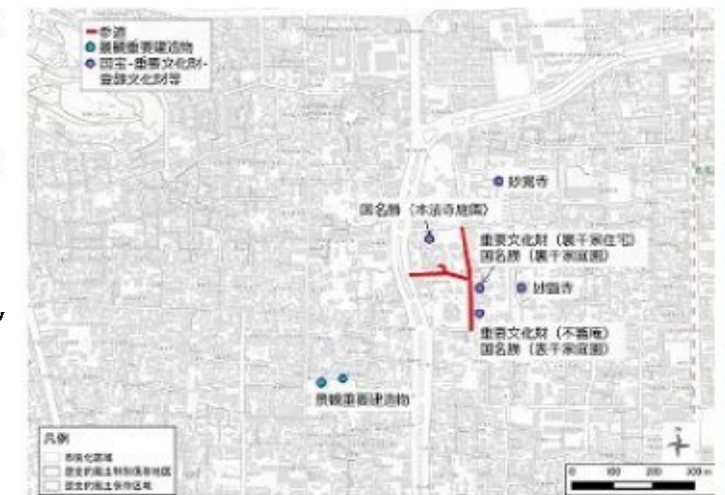 参道
景観重要建造物
国宝・重要文化財・
登録文化財等
妙覚寺
国名勝（本法寺庭園）
重要文化財（裏千家住宅）
国名勝（裏千家庭園）
妙顕寺
重要文化財（不審庵）
国名勝（表千家庭園）
景観重要建造物
凡例
市街化区域
歴史的風土特別保存地区
歴史的風土保存区域
0 100 200 300 m